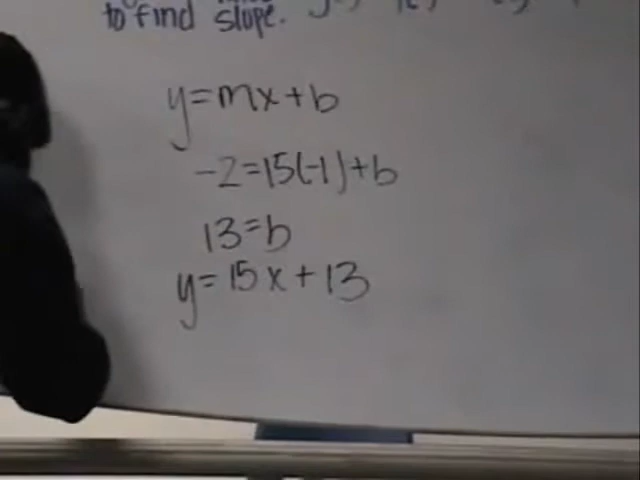 to find slope.
y=mx+b
-2=15(-1)+b
13=b
y=15x+13